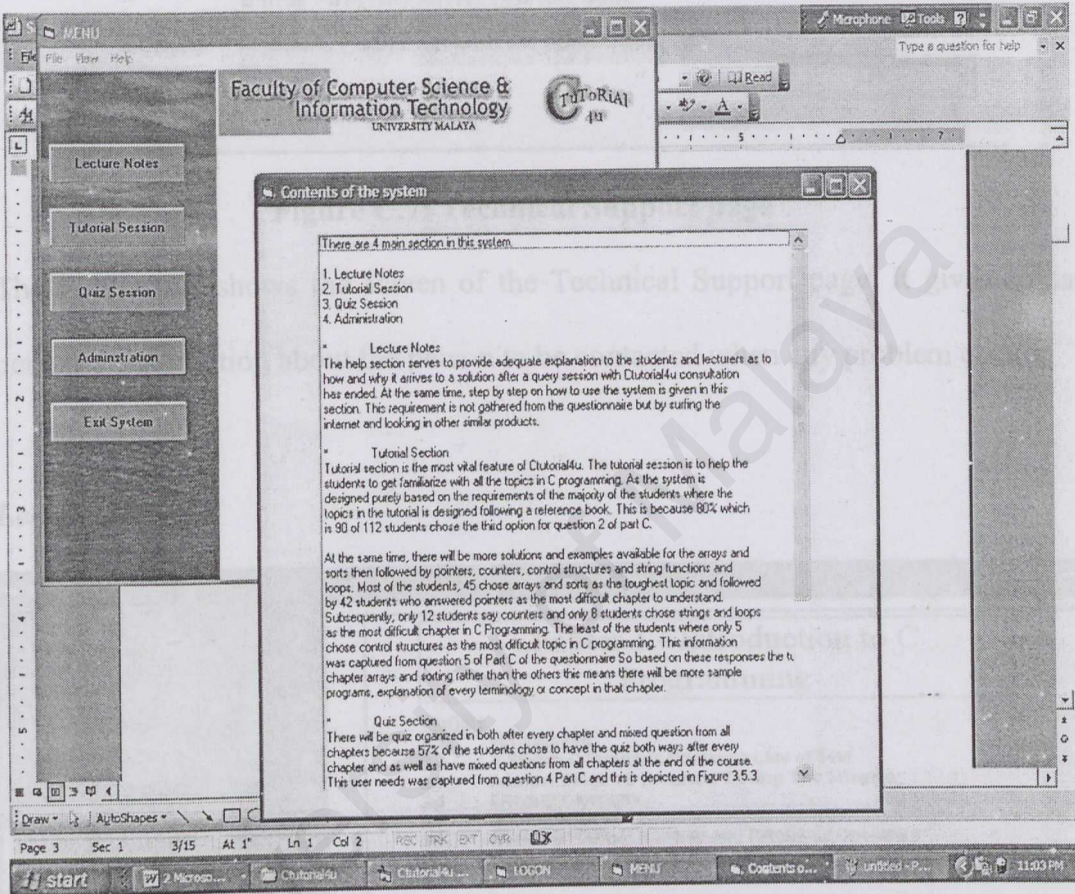 MENU
File View Help
Microphone Tools
Type a question for help
Read
Faculty of Computer Science &
Information Technology
UNIVERSITY MALAYA
CTuToRiAl
4u
Lecture Notes
Tutorial Session
Quiz Session
Adminstration
Exit System
Contents of the system
There are 4 main section in this system.
1. Lecture Notes
2. Tutorial Session
3. Quiz Session
4. Administration
* Lecture Notes
The help section serves to provide adequate explanation to the students and lecturers as to
how and why it arrives to a solution after a query session with Ctutorial4u consultation
has ended. At the same time, step by step on how to use the system is given in this
section. This requirement is not gathered from the questionnaire but by surfing the
internet and looking in other similar products.
* Tutorial Section
Tutorial section is the most vital feature of Ctutorial4u. The tutorial session is to help the
students to get familiarize with all the topics in C programming. As the system is
designed purely based on the requirements of the majority of the students where the
topics in the tutorial is designed following a reference book. This is because 80% which
is 90 of 112 students chose the third option for question 2 of part C.
At the same time, there will be more solutions and examples available for the arrays and
sorts then followed by pointers, counters, control structures and string functions and
loops. Most of the students, 45 chose arrays and sorts as the toughest topic and followed
by 42 students who answered pointers as the most difficult chapter to understand.
Subsequently, only 12 students say counters and only 8 students chose strings and loops
as the most difficult chapter in C Programming. The least of the students where only 5
chose control structures as the most difficult topic in C programming. This information
was captured from question 5 of Part C of the questionnaire So based on these responses the tu
chapter arrays and sorting rather than the others this means there will be more sample
programs, explanation of every terminology or concept in that chapter.
* Quiz Section
There will be quiz organized in both after every chapter and mixed question from all
chapters because 57% of the students chose to have the quiz both ways after every
chapter and as well as have mixed questions from all chapters at the end of the course.
This user needs was captured from question 4 Part C and this is depicted in Figure 3.5.3
Draw AutoShapes
Page 3 Sec 1 3/15 At 1" Ln 1 Col 2 REC TRK EXT OVR
start 2 Microso... Ctutorial4u Ctutorial4u ... LOGON MENU Contents o... untitled - P... 11:03 PM